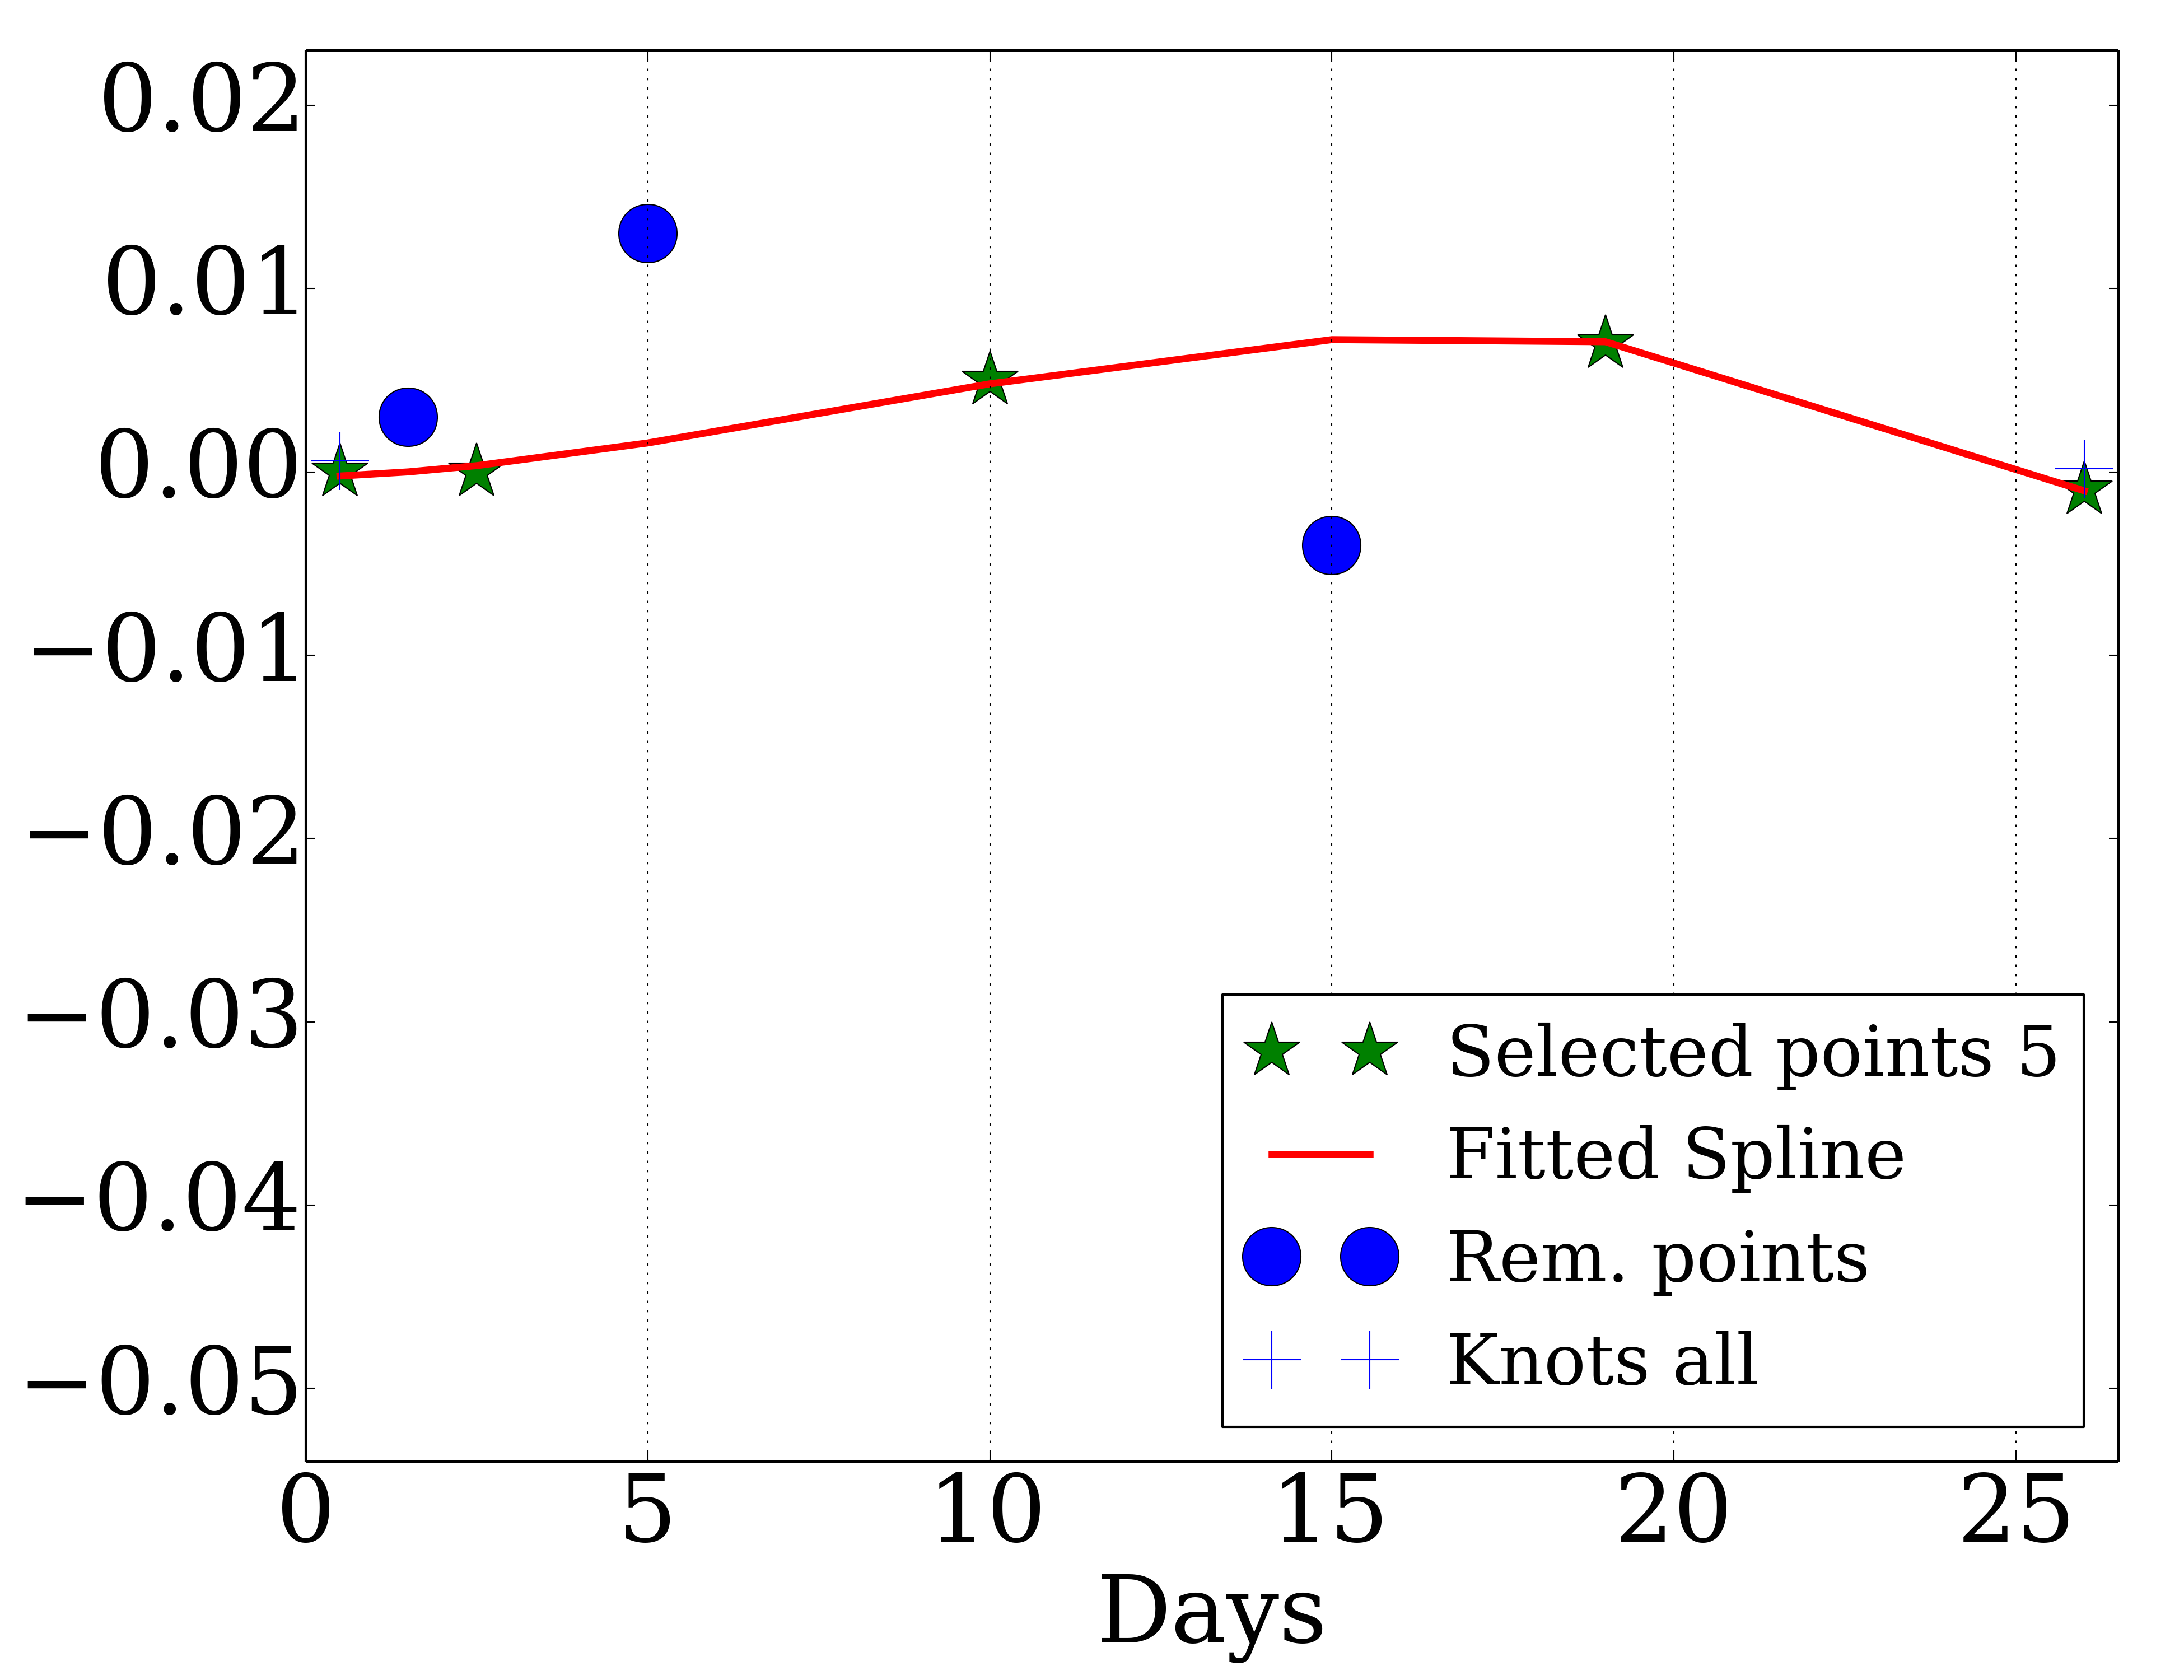 0.02
0.01
0.00
−0.01
−0.02
−0.03
−0.04
−0.05
Selected points 5
Fitted Spline
Rem. points
Knots all
0 5 10 15 20 25
Days